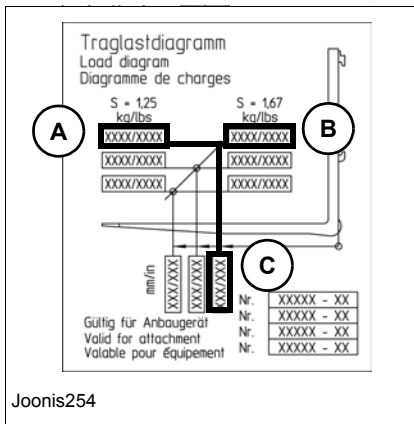 Traglastdiagramm
Load diagram
Diagramme de charges
S = 1,25 S = 1,67
kg/lbs kg/lbs
A XXXX/XXXX XXXX/XXXX B
XXXX/XXXX XXXX/XXXX
XXXX/XXXX XXXX/XXXX
C
mm/in XXX/XXX XXX/XXX XXX/XXX
Nr. XXXXX - XX
Nr. XXXXX - XX
Nr. XXXXX - XX
Nr. XXXXX - XX
Gültig für Anbaugerät
Valid for attachment
Valable pour équipement
Joonis254